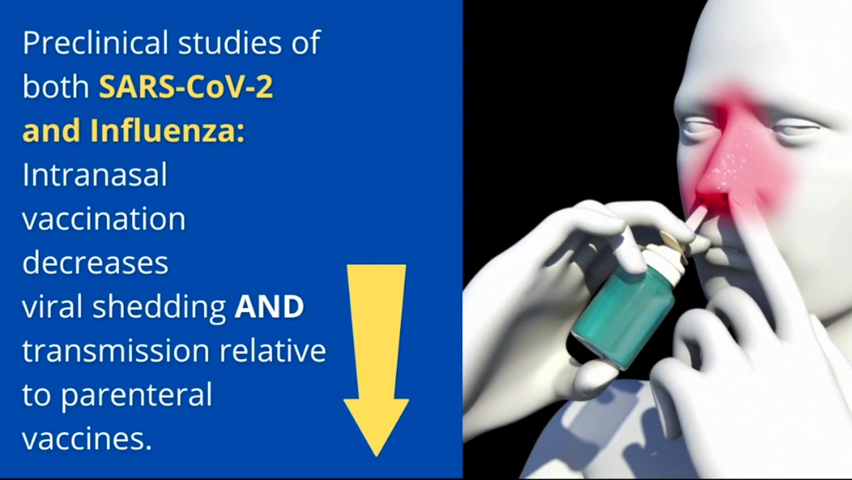 Preclinical studies of
both SARS-CoV-2
and Influenza:
Intranasal
vaccination
decreases
viral shedding AND
transmission relative
to parenteral
vaccines.